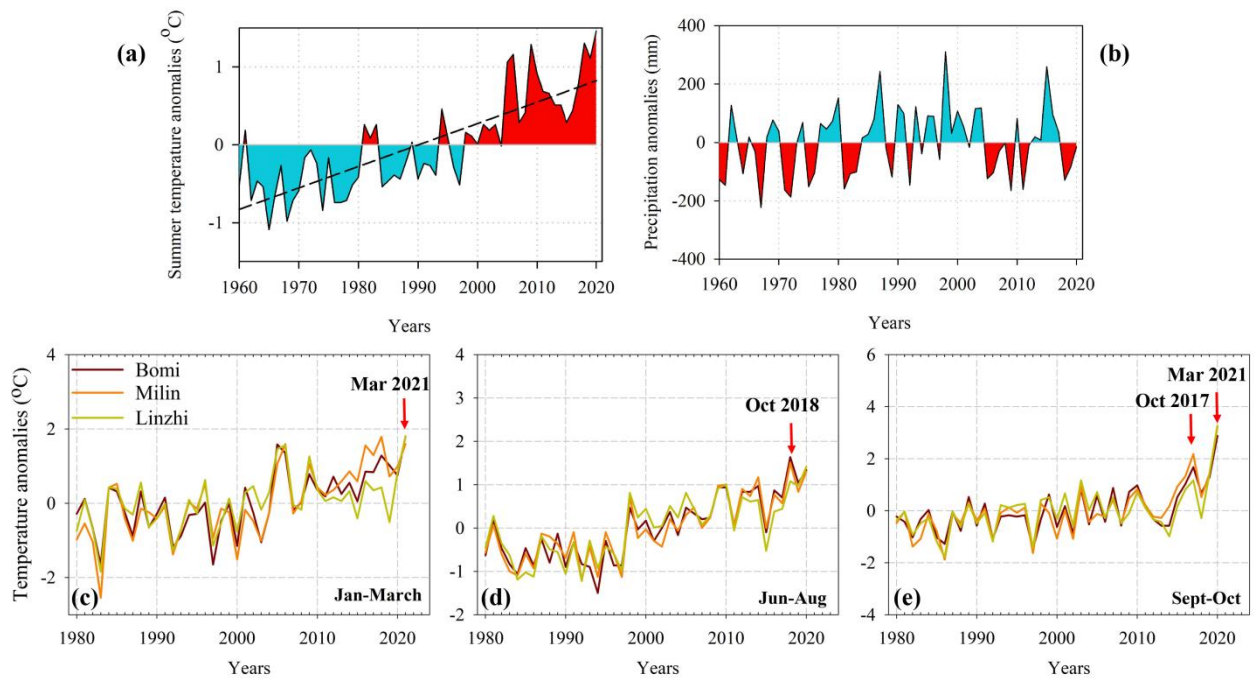 (a)
Summer temperature anomalies (°C)
1
0
-1
1960 1970 1980 1990 2000 2010 2020
Years
(b)
Precipitation anomalies (mm)
400
200
0
-200
-400
1960 1970 1980 1990 2000 2010 2020
Years
Temperature anomalies (°C)
4
2
0
-2
Bomi
Milin
Linzhi
Mar 2021
(c)
Jan-March
1980 1990 2000 2010 2020
Years
4
3
2
1
0
-1
-2
Oct 2018
(d)
Jun-Aug
1980 1990 2000 2010 2020
Years
6
4
2
0
-2
-4
Mar 2021
Oct 2017
(e)
Sept-Oct
1980 1990 2000 2010 2020
Years